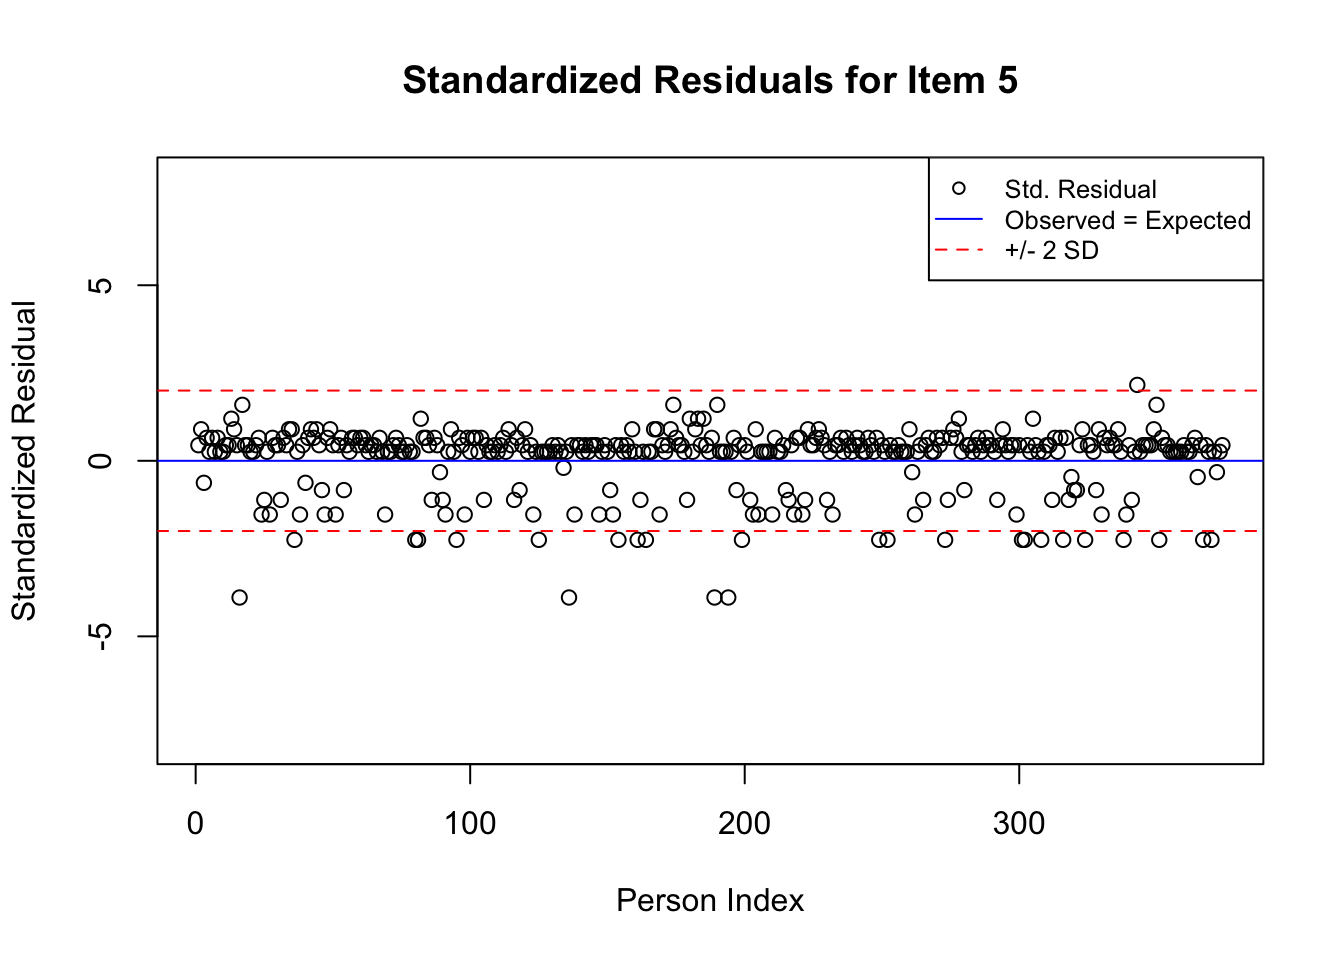 Standardized Residuals for Item 5
Std. Residual
Observed = Expected
+/- 2 SD
Standardized Residual
5
0
-5
0 100 200 300
Person Index